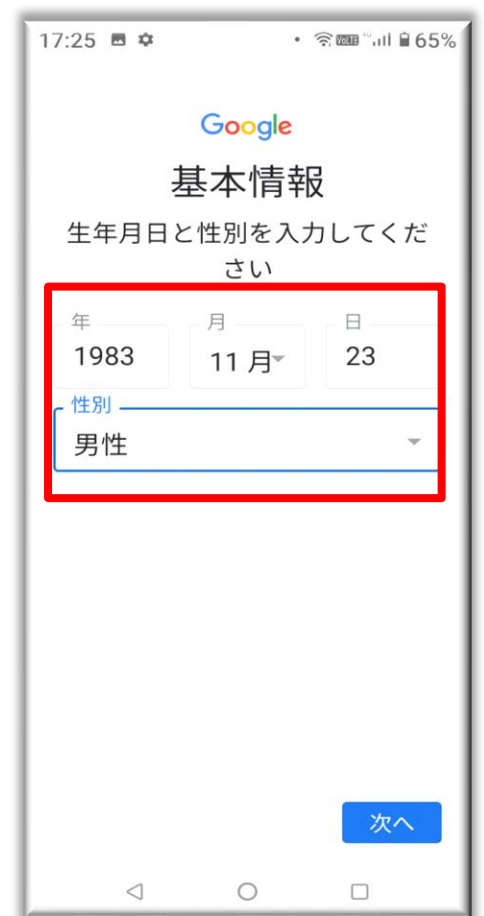 17:25 65%
Google
基本情報
生年月日と性別を入力してくだ
さい
年 月 日
1983 11 月 23
性別
男性
次へ